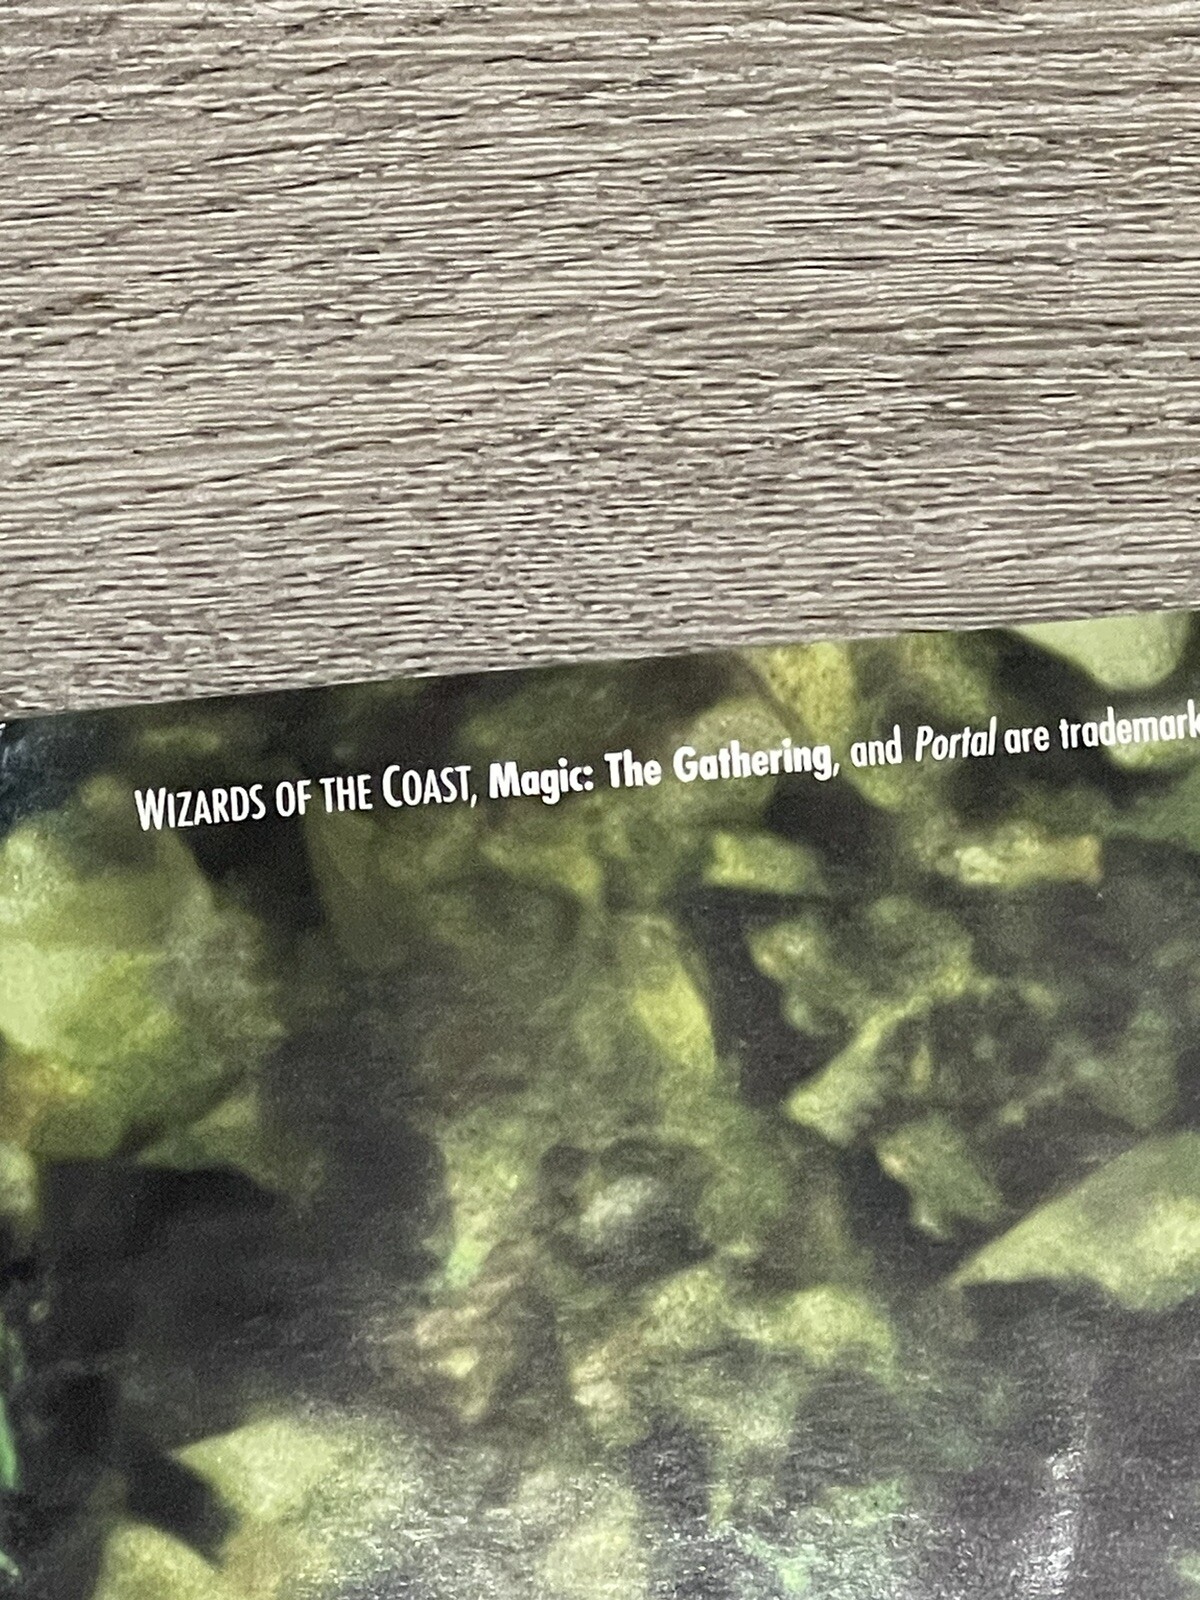 WIZARDS OF THE COAST, Magic: The Gathering, and Portal are trademark